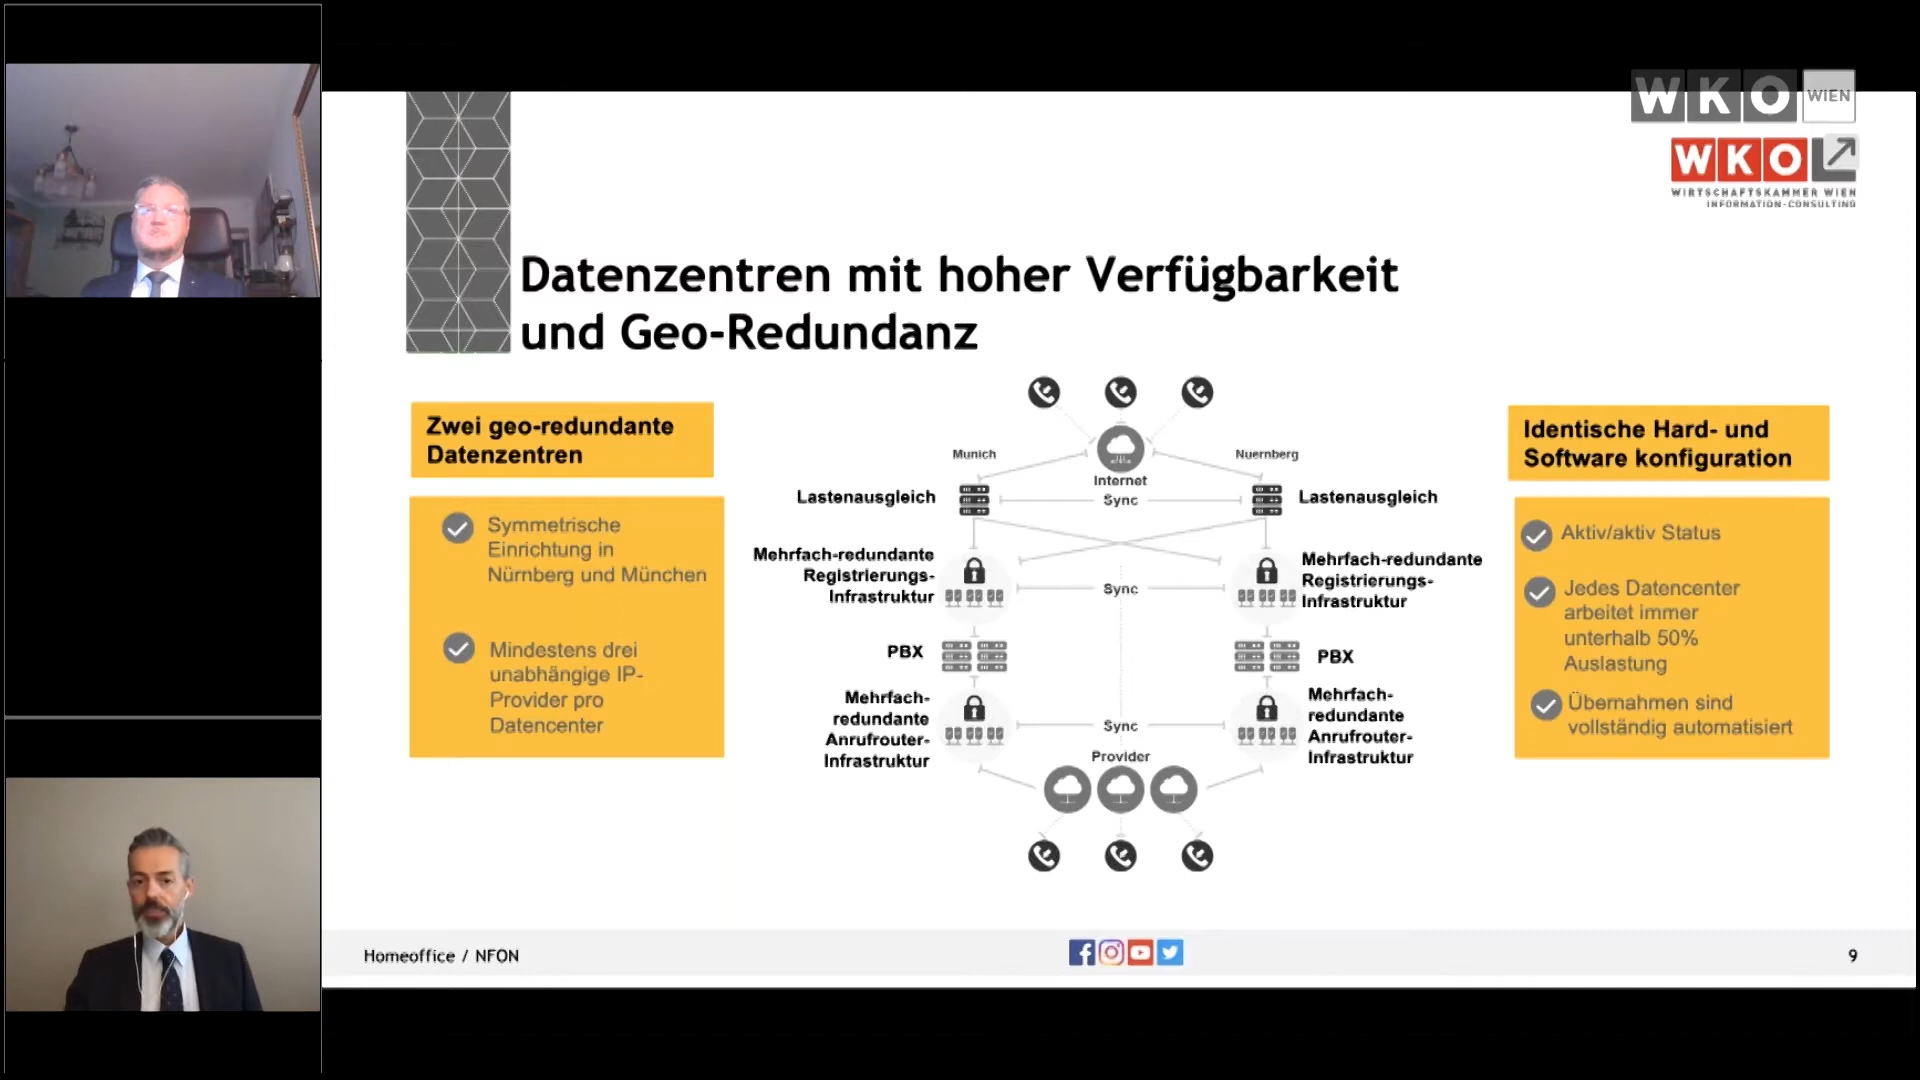 WKO WIEN
WKO
WIRTSCHAFTSKAMMER WIEN
INFORMATION-CONSULTING
Datenzentren mit hoher Verfügbarkeit
und Geo-Redundanz
Zwei geo-redundante
Datenzentren
Symmetrische
Einrichtung in
Nürnberg und München
Mindestens drei
unabhängige IP-
Provider pro
Datencenter
Munich
Nuernberg
Internet
Lastenausgleich
Sync
Lastenausgleich
Mehrfach-redundante
Registrierungs-
Infrastruktur
Sync
Mehrfach-redundante
Registrierungs-
Infrastruktur
PBX
PBX
Mehrfach-
redundante
Anrufrouter-
Infrastruktur
Sync
Mehrfach-
redundante
Anrufrouter-
Infrastruktur
Provider
Identische Hard- und
Software konfiguration
Aktiv/aktiv Status
Jedes Datencenter
arbeitet immer
unterhalb 50%
Auslastung
Übernahmen sind
vollständig automatisiert
Homeoffice / NFON
9